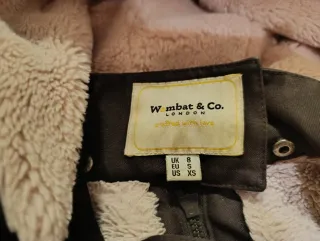 Wombat & Co.
LONDON
UK 8
EU S
US XS